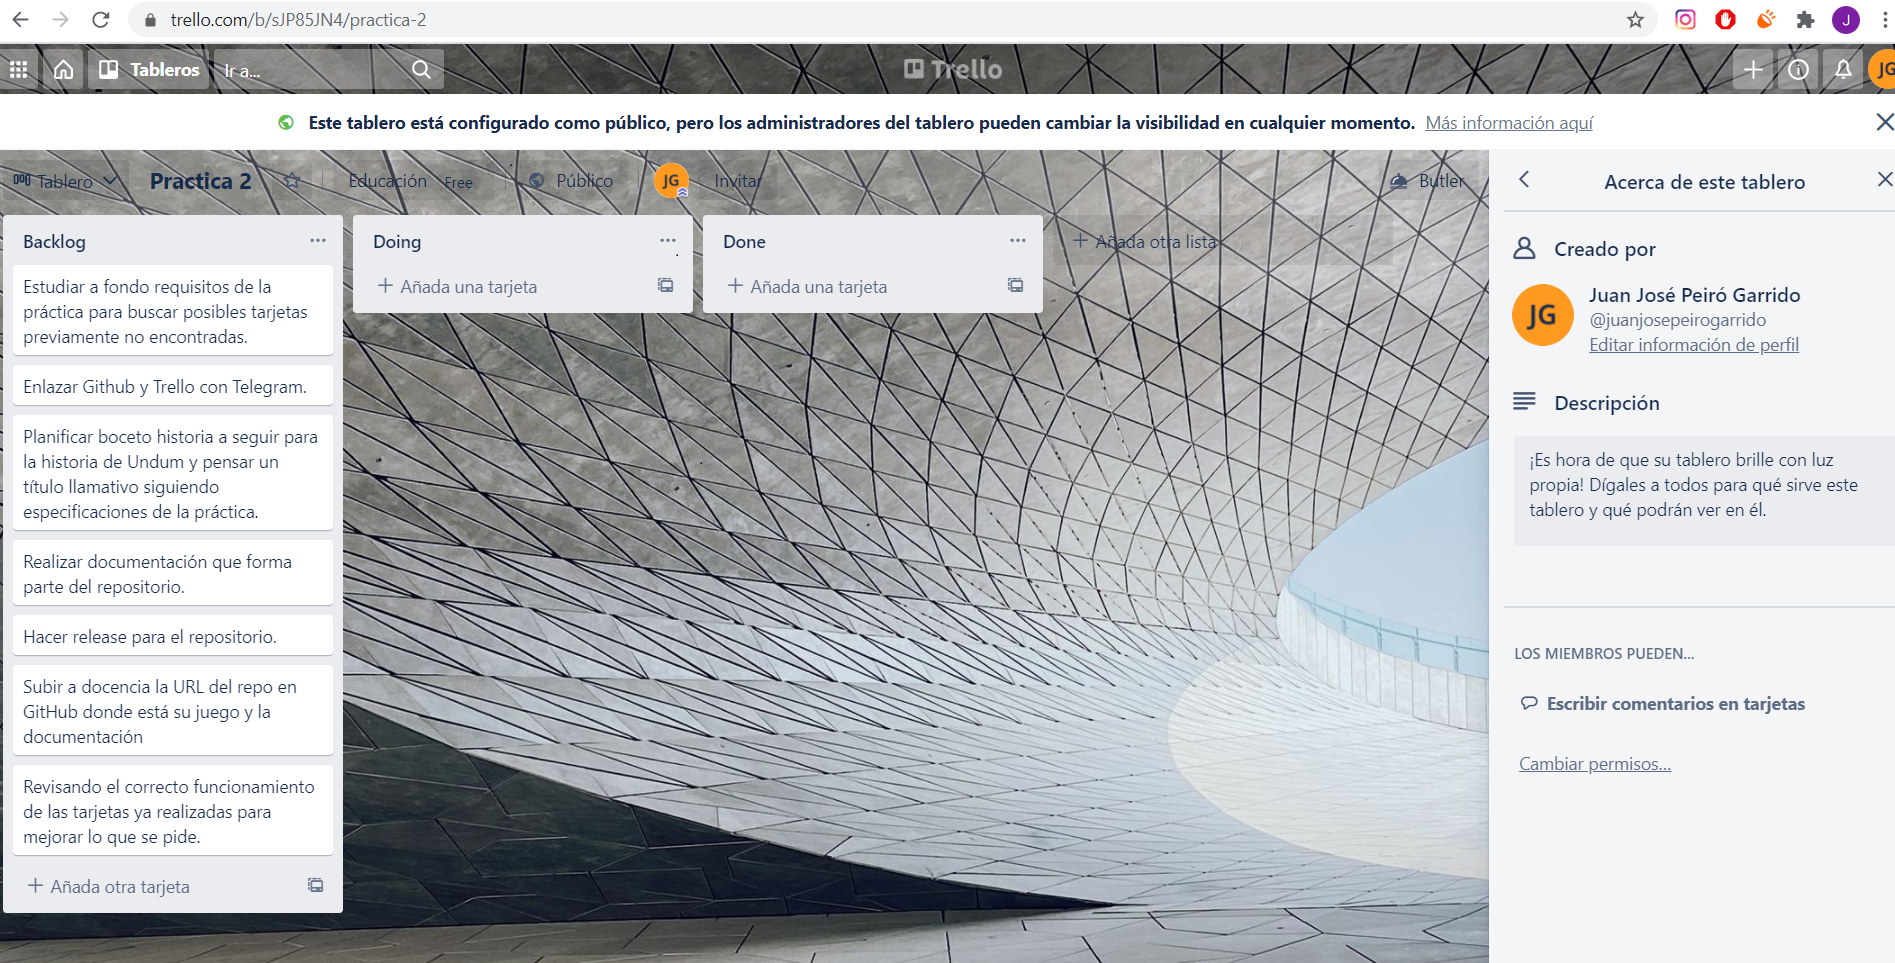 trello.com/b/sJP85JN4/practica-2
J
Tableros
Ir a...
Trello
JG
Este tablero está configurado como público, pero los administradores del tablero pueden cambiar la visibilidad en cualquier momento. Más información aquí
Tablero
Practica 2
Educación Free
Público
JG
Invitar
Butler
Backlog
Estudiar a fondo requisitos de la
práctica para buscar posibles tarjetas
previamente no encontradas.
Enlazar Github y Trello con Telegram.
Planificar boceto historia a seguir para
la historia de Undum y pensar un
título llamativo siguiendo
especificaciones de la práctica.
Realizar documentación que forma
parte del repositorio.
Hacer release para el repositorio.
Subir a docencia la URL del repo en
GitHub donde está su juego y la
documentación
Revisando el correcto funcionamiento
de las tarjetas ya realizadas para
mejorar lo que se pide.
+ Añada otra tarjeta
Doing
+ Añada una tarjeta
Done
+ Añada una tarjeta
+ Añada otra lista
Acerca de este tablero
Creado por
JG
Juan José Peiró Garrido
@juanjosepeirogarrido
Editar información de perfil
Descripción
¡Es hora de que su tablero brille con luz
propia! Dígales a todos para qué sirve este
tablero y qué podrán ver en él.
LOS MIEMBROS PUEDEN...
Escribir comentarios en tarjetas
Cambiar permisos...